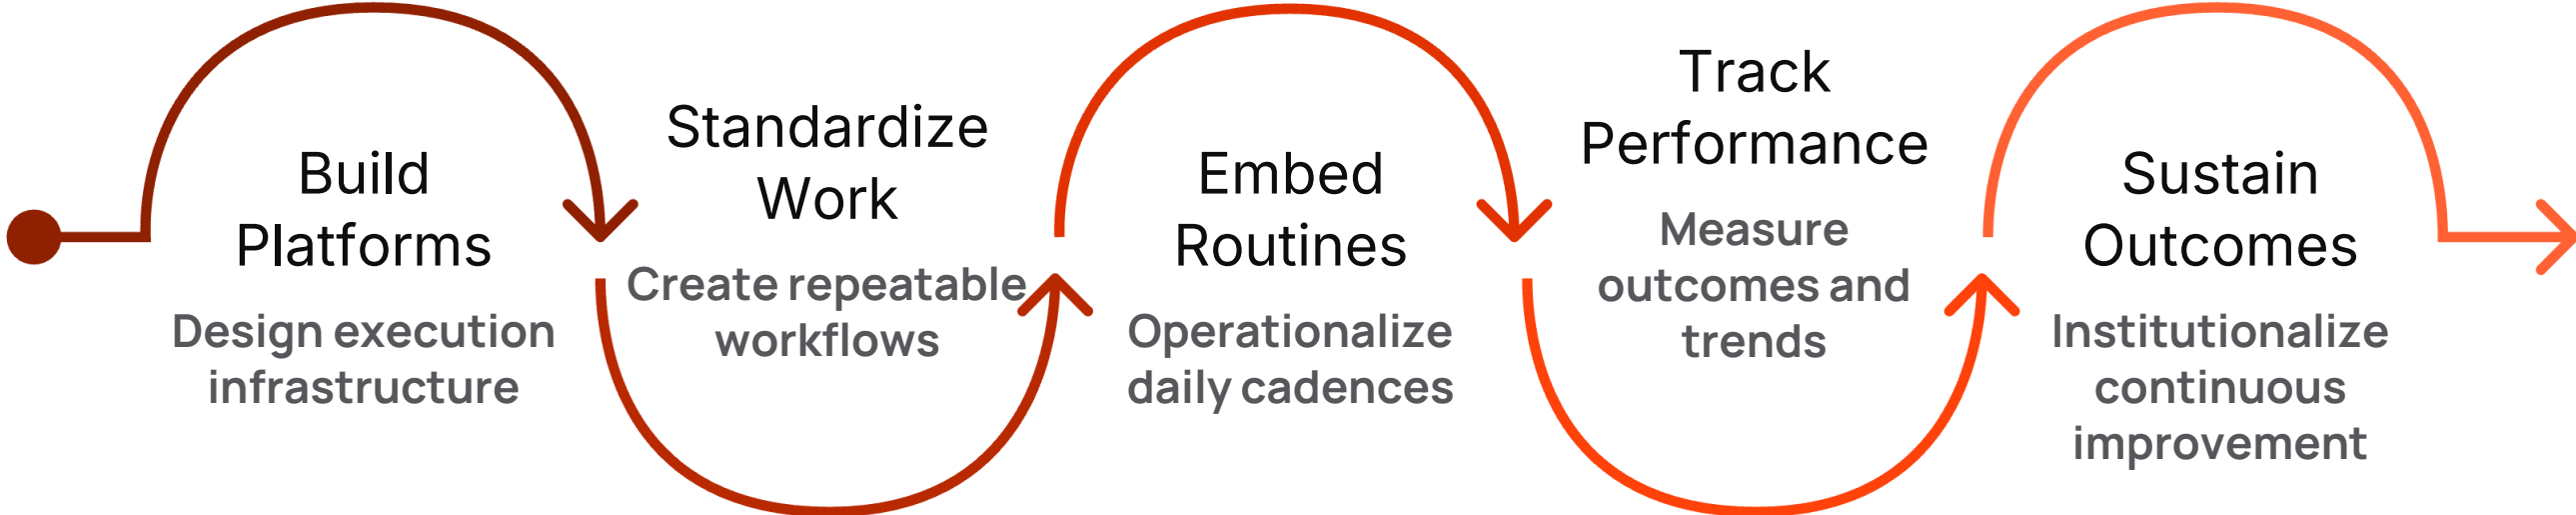 Build
Platforms
Design execution
infrastructure
Standardize
Work
Create repeatable
workflows
Embed
Routines
Operationalize
daily cadences
Track
Performance
Measure
outcomes and
trends
Sustain
Outcomes
Institutionalize
continuous
improvement